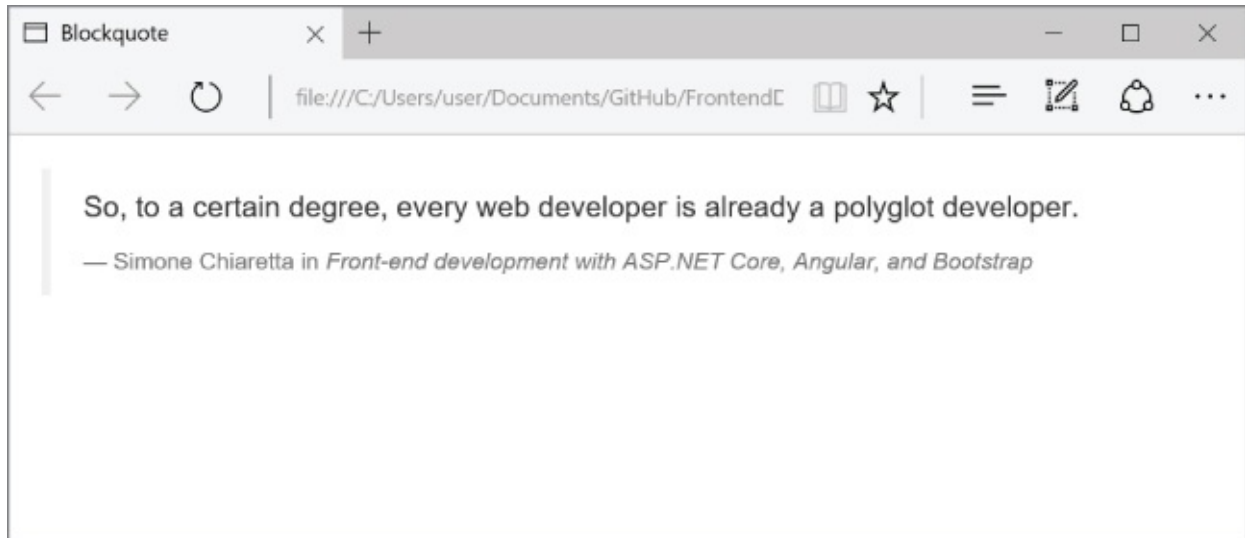 Blockquote
file:///C:/Users/user/Documents/GitHub/FrontendD
So, to a certain degree, every web developer is already a polyglot developer.
— Simone Chiaretta in Front-end development with ASP.NET Core, Angular, and Bootstrap